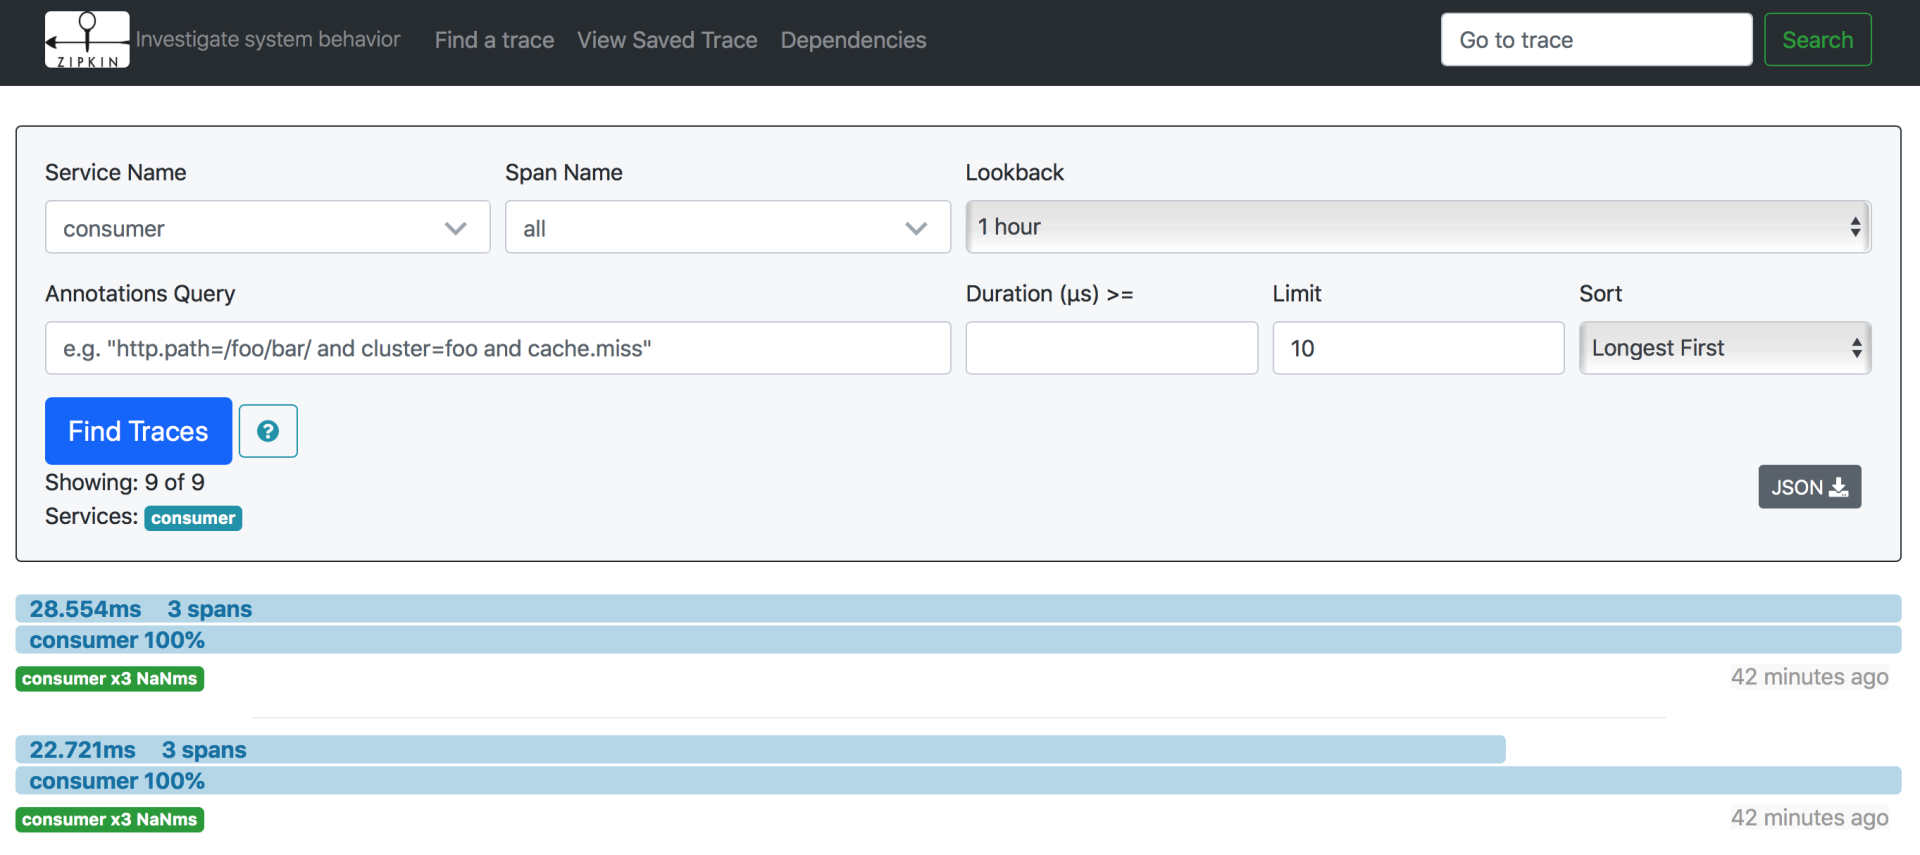 ZIPKIN
Investigate system behavior
Find a trace
View Saved Trace
Dependencies
Go to trace
Search
Service Name
Span Name
Lookback
consumer
all
1 hour
Annotations Query
Duration (µs) >=
Limit
Sort
e.g. "http.path=/foo/bar/ and cluster=foo and cache.miss"
10
Longest First
Find Traces
?
Showing: 9 of 9
Services: consumer
JSON
28.554ms 3 spans
consumer 100%
consumer x3 NaNms
42 minutes ago
22.721ms 3 spans
consumer 100%
consumer x3 NaNms
42 minutes ago